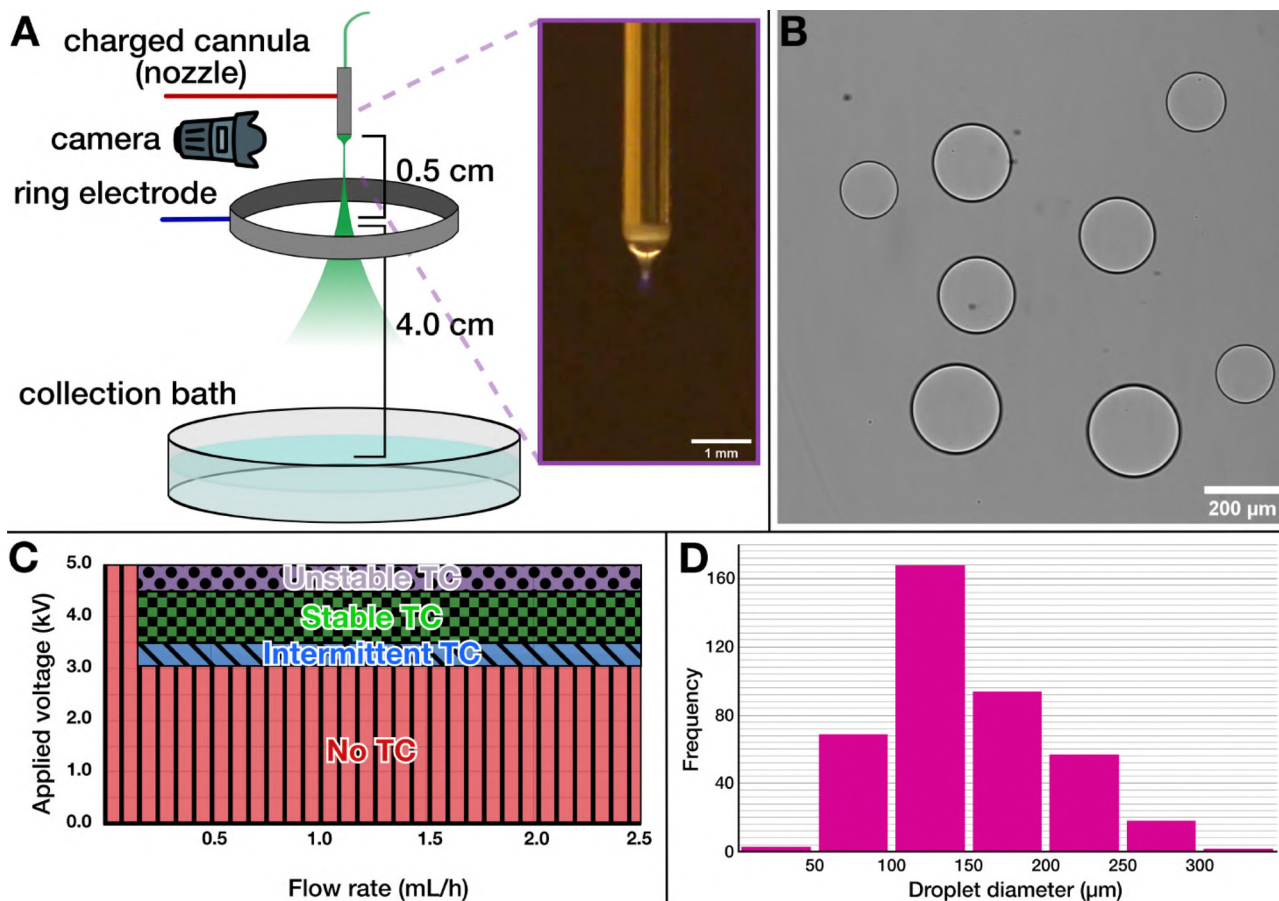 A
charged cannula
(nozzle)
camera
ring electrode
0.5 cm
4.0 cm
collection bath
1 mm
B
200 µm
C
5.0
4.0
3.0
2.0
1.0
0.0
Applied voltage (kV)
Unstable TC
Stable TC
Intermittent TC
No TC
0.5
1.0
1.5
2.0
2.5
Flow rate (mL/h)
D
160
120
80
40
0
Frequency
50
100
150
200
250
300
Droplet diameter (µm)